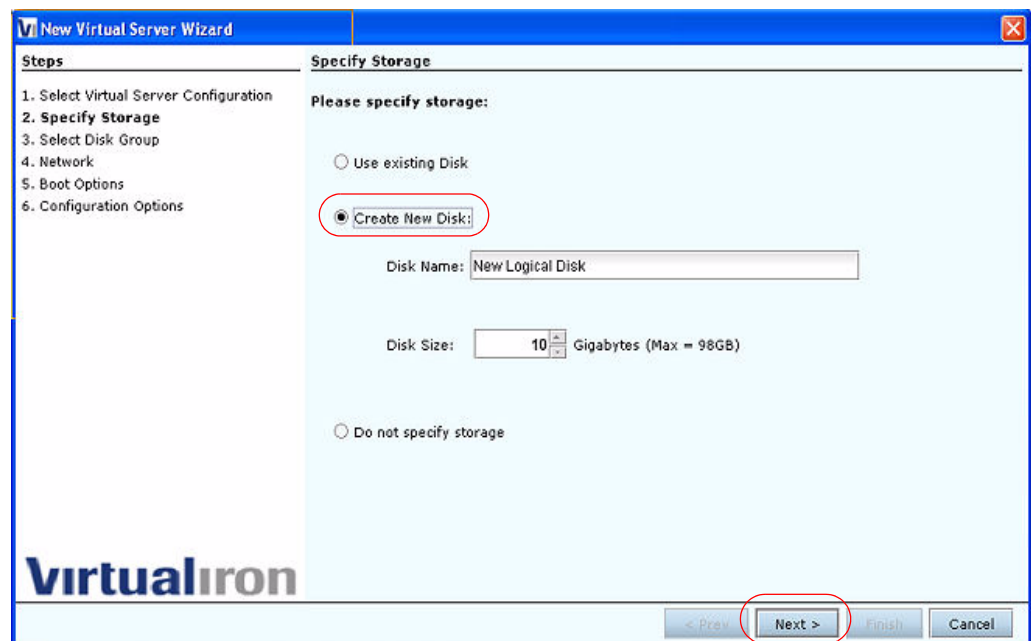 New Virtual Server Wizard
Steps
1. Select Virtual Server Configuration
2. Specify Storage
3. Select Disk Group
4. Network
5. Boot Options
6. Configuration Options
Specify Storage
Please specify storage:
Use existing Disk
Create New Disk:
Disk Name: New Logical Disk
Disk Size: 10 Gigabytes (Max = 98GB)
Do not specify storage
Virtualiron
< Prev Next > Finish Cancel